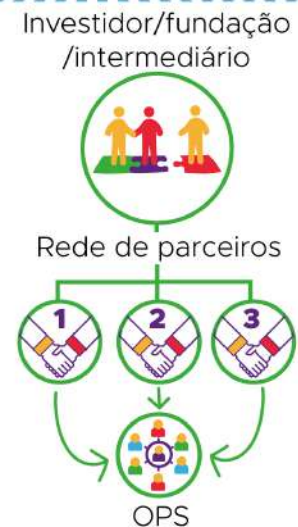 Investidor/fundação
/intermediário
Rede de parceiros
1 2 3
OPS